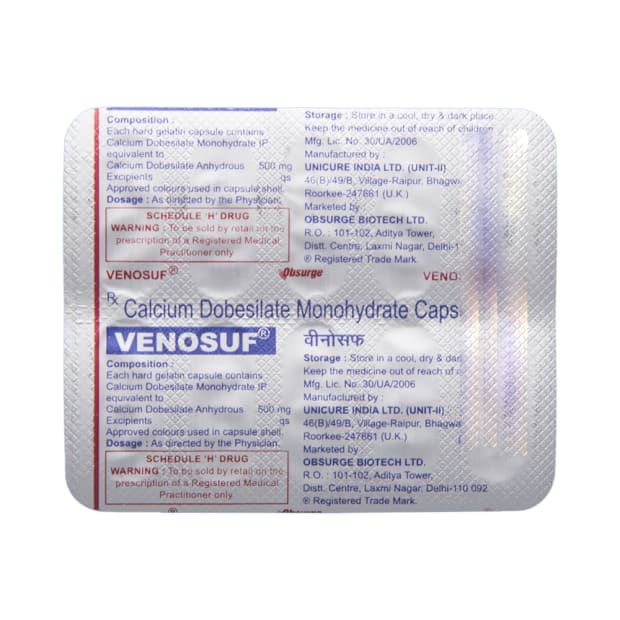 Composition :
Each hard gelatin capsule contains
Calcium Dobesilate Monohydrate IP
equivalent to
Calcium Dobesilate Anhydrous 500 mg
Excipients qs
Approved colours used in capsule shell.
Dosage : As directed by the Physician.
SCHEDULE 'H' DRUG
WARNING : To be sold by retail on the
prescription of a Registered Medical
Practitioner only
Storage : Store in a cool, dry & dark place.
Keep the medicine out of reach of children
Mfg. Lic. No. 30/UA/2006
Manufactured by :
UNICURE INDIA LTD. (UNIT-II)
46(B)/49/B, Village-Raipur, Bhagwa
Roorkee-247661 (U.K.)
Marketed by :
OBSURGE BIOTECH LTD.
R.O. : 101-102, Aditya Tower,
Distt. Centre, Laxmi Nagar, Delhi-1
® Registered Trade Mark.
VENOSUF® Obsurge VENO
Rx Calcium Dobesilate Monohydrate Caps
VENOSUF® वीनोसफ
Composition :
Each hard gelatin capsule contains
Calcium Dobesilate Monohydrate IP
equivalent to
Calcium Dobesilate Anhydrous 500 mg
Excipients qs
Approved colours used in capsule shell.
Dosage : As directed by the Physician.
SCHEDULE 'H' DRUG
WARNING : To be sold by retail on the
prescription of a Registered Medical
Practitioner only
Storage : Store in a cool, dry & dark
Keep the medicine out of reach of
Mfg. Lic. No. 30/UA/2006
Manufactured by :
UNICURE INDIA LTD. (UNIT-II)
46(B)/49/B, Village-Raipur, Bhagwa
Roorkee-247661 (U.K.)
Marketed by :
OBSURGE BIOTECH LTD.
R.O. : 101-102, Aditya Tower,
Distt. Centre, Laxmi Nagar, Delhi-110 092
® Registered Trade Mark.
Obsurge